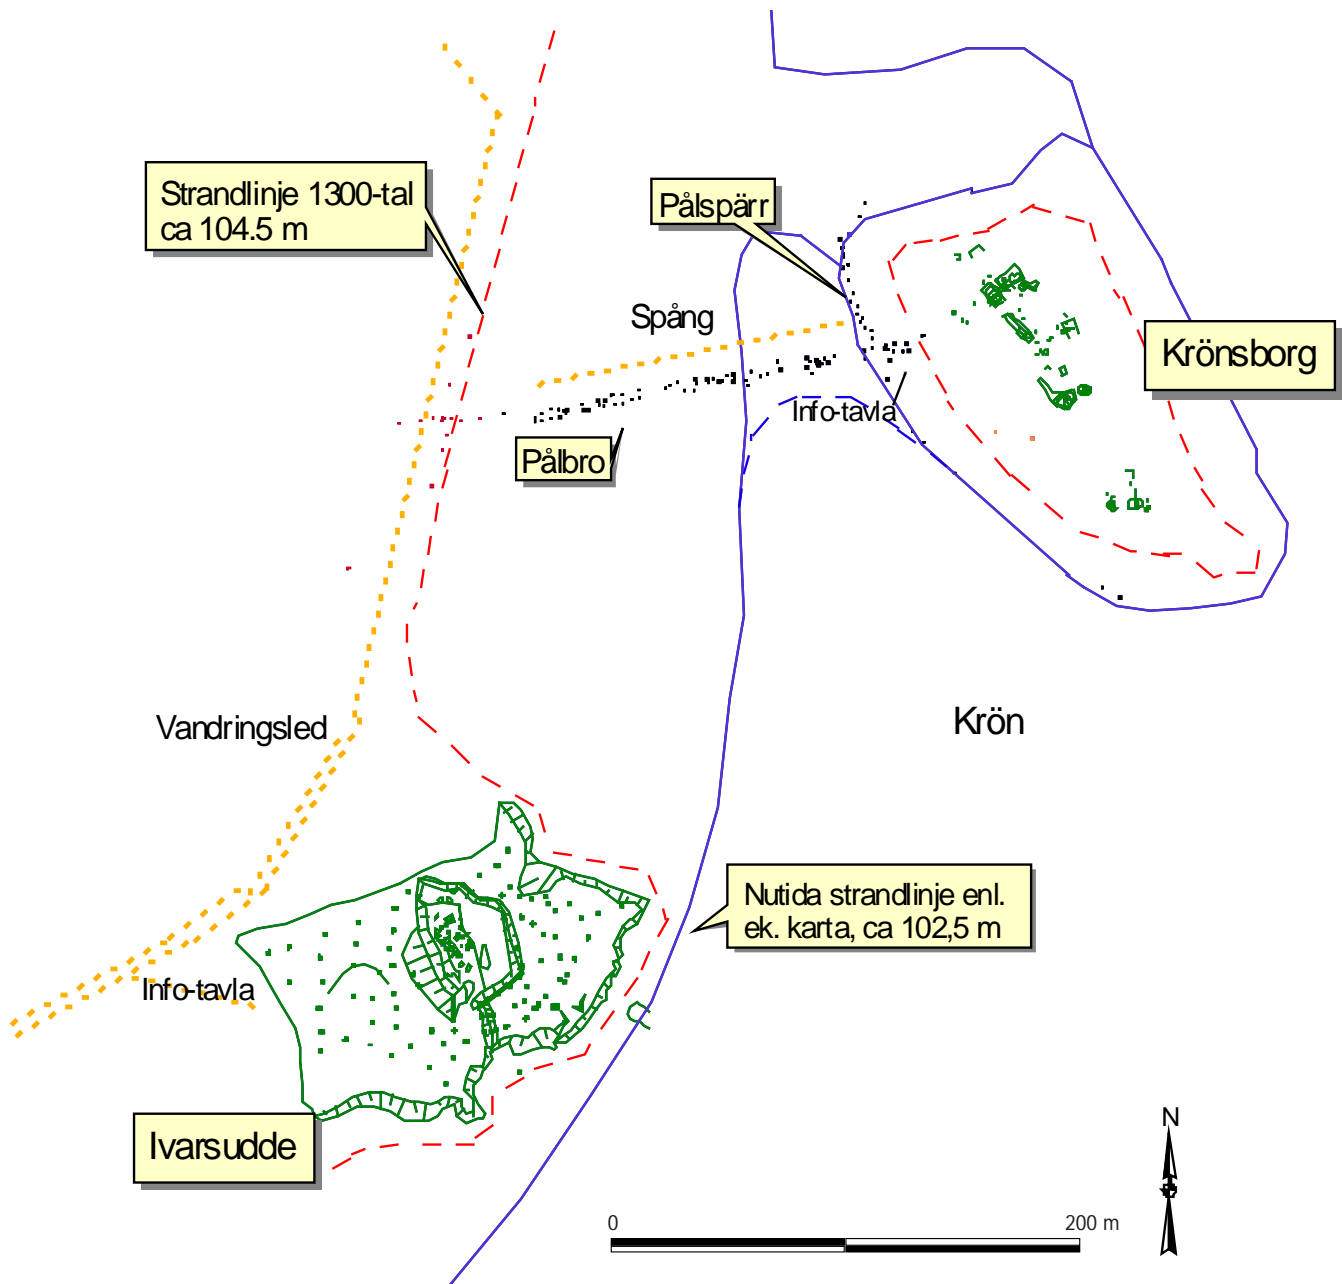 Strandlinje 1300-tal
ca 104.5 m
Pålspärr
Spång
Krönsborg
Info-tavla
Pålbro
Vandringsled
Krön
Nutida strandlinje enl.
ek. karta, ca 102,5 m
Info-tavla
Ivarsudde
N
0 200 m